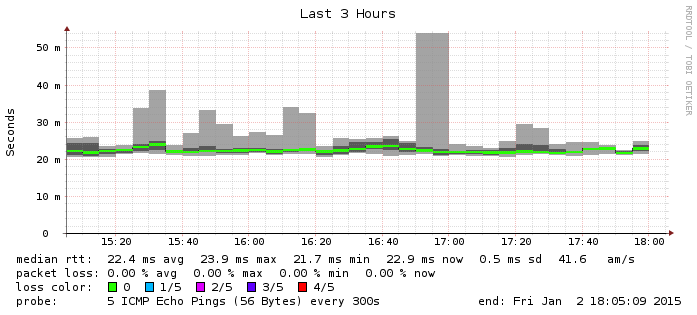 Last 3 Hours
RRDTOOL / TOBI OETIKER
Seconds
50 m
40 m
30 m
20 m
10 m
0
15:20 15:40 16:00 16:20 16:40 17:00 17:20 17:40 18:00
median rtt: 22.4 ms avg 23.9 ms max 21.7 ms min 22.9 ms now 0.5 ms sd 41.6 am/s
packet loss: 0.00 % avg 0.00 % max 0.00 % min 0.00 % now
loss color: 0 1/5 2/5 3/5 4/5
probe: 5 ICMP Echo Pings (56 Bytes) every 300s end: Fri Jan 2 18:05:09 2015